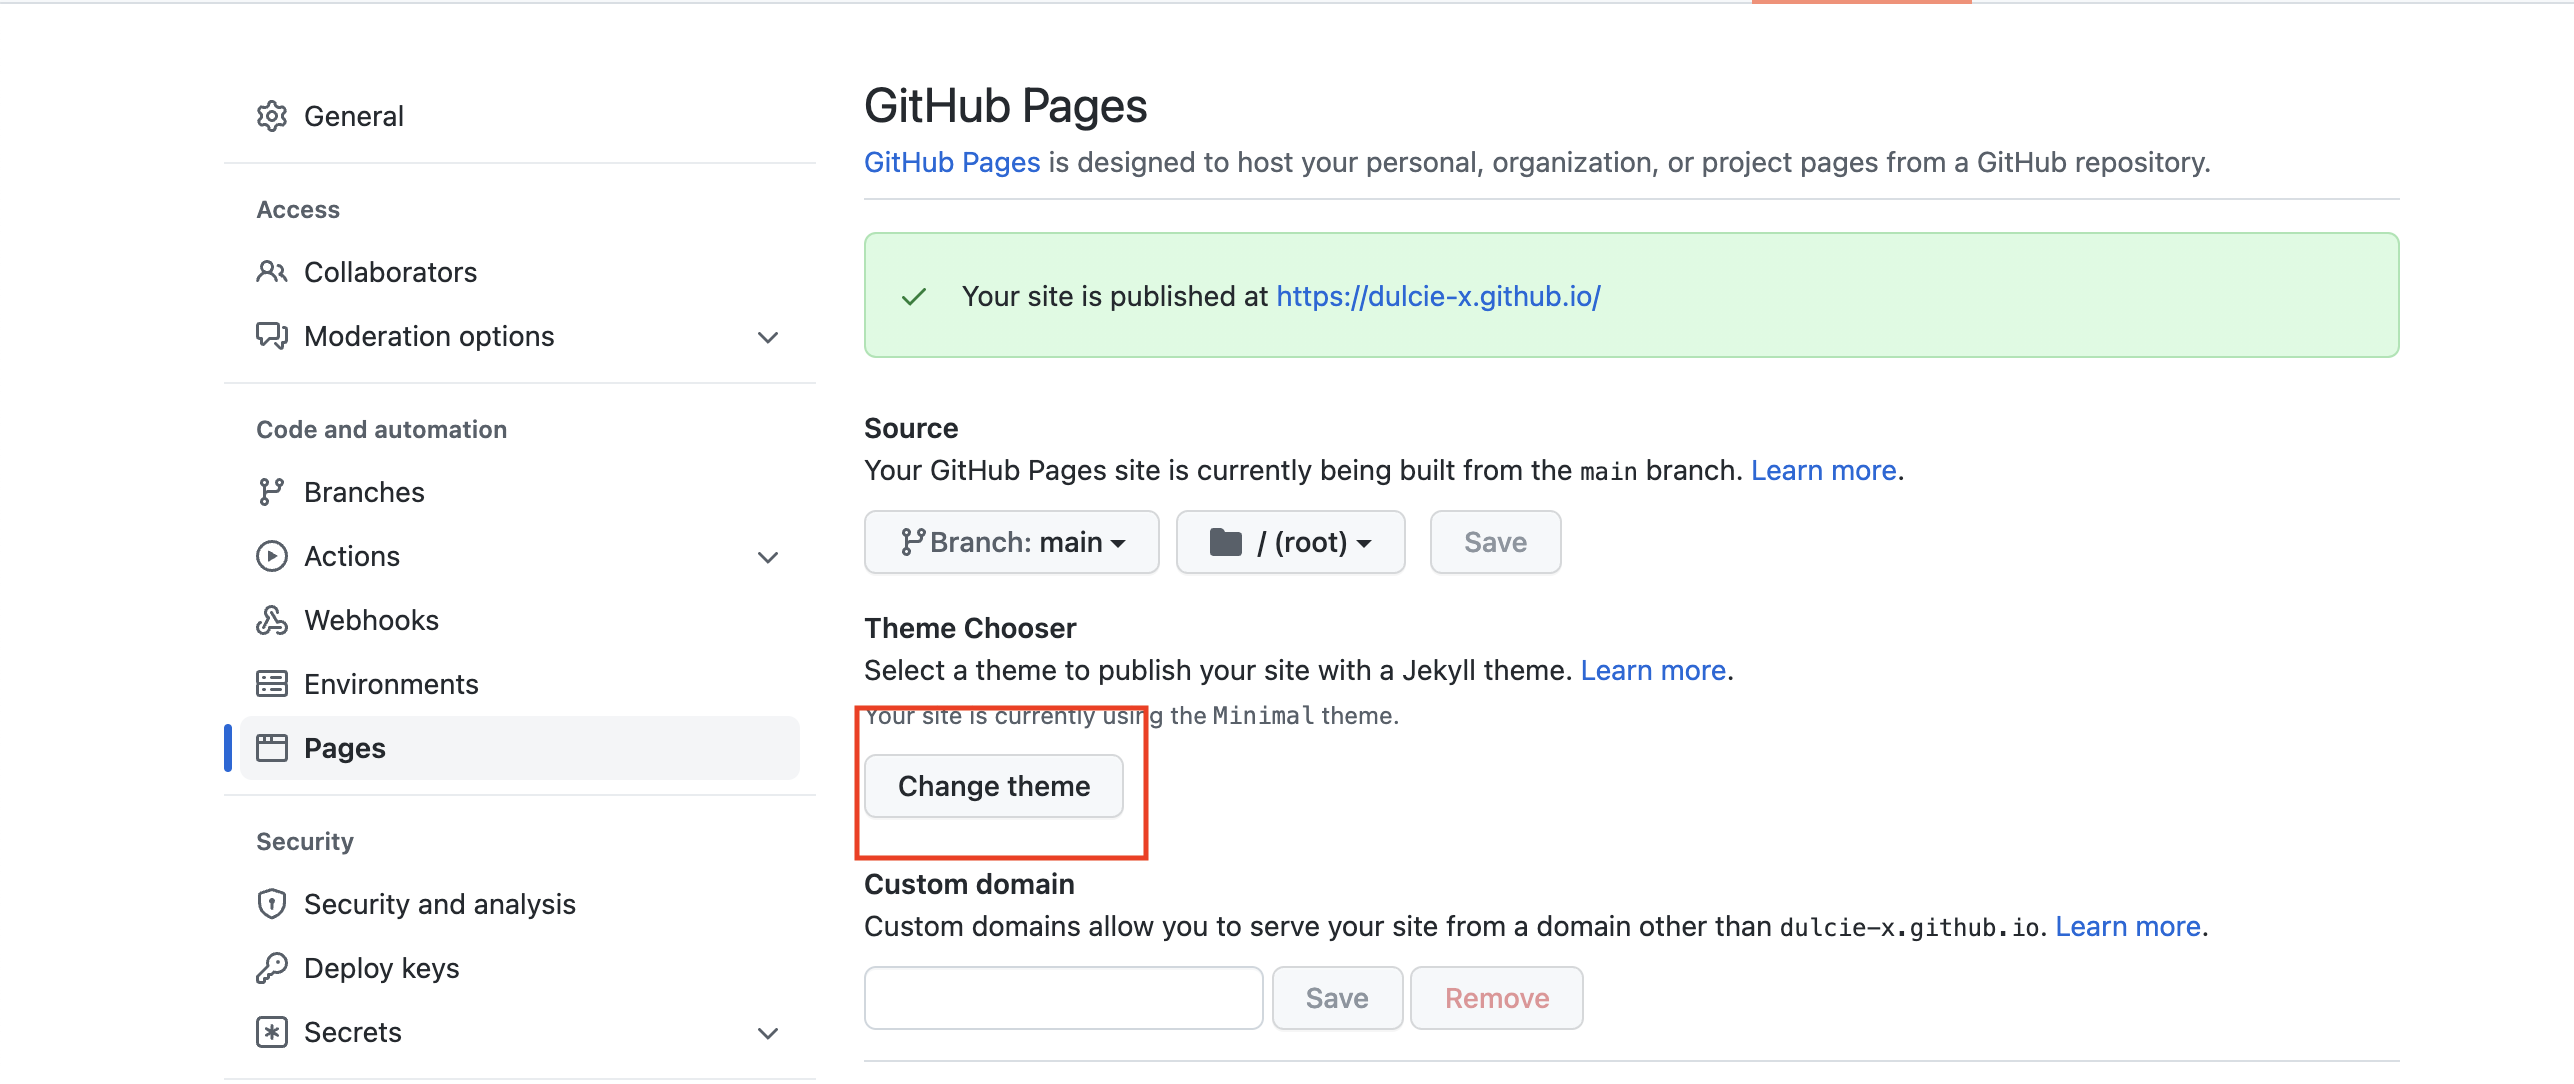 General
Access
Collaborators
Moderation options
Code and automation
Branches
Actions
Webhooks
Environments
Pages
Security
Security and analysis
Deploy keys
Secrets
GitHub Pages
GitHub Pages is designed to host your personal, organization, or project pages from a GitHub repository.
Your site is published at https://dulcie-x.github.io/
Source
Your GitHub Pages site is currently being built from the main branch. Learn more.
Branch: main / (root) Save
Theme Chooser
Select a theme to publish your site with a Jekyll theme. Learn more.
Your site is currently using the Minimal theme.
Change theme
Custom domain
Custom domains allow you to serve your site from a domain other than dulcie-x.github.io. Learn more.
Save Remove